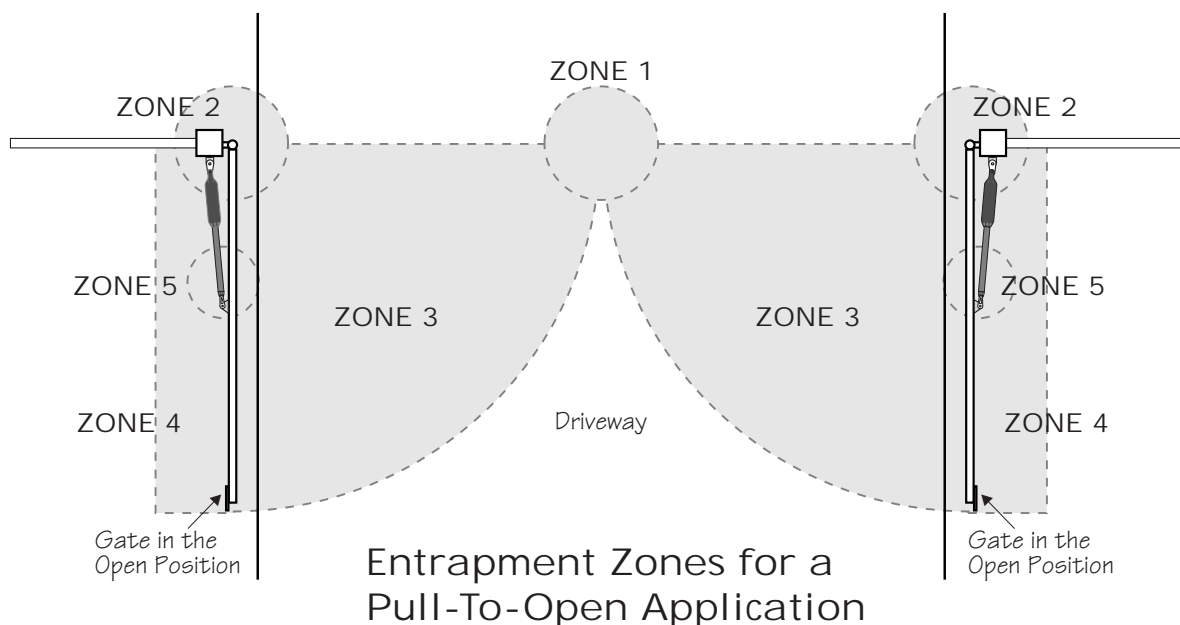 ZONE 1
ZONE 2
ZONE 2
ZONE 5
ZONE 5
ZONE 3
ZONE 3
ZONE 4
Driveway
ZONE 4
Gate in the
Open Position
Gate in the
Open Position
Entrapment Zones for a
Pull-To-Open Application